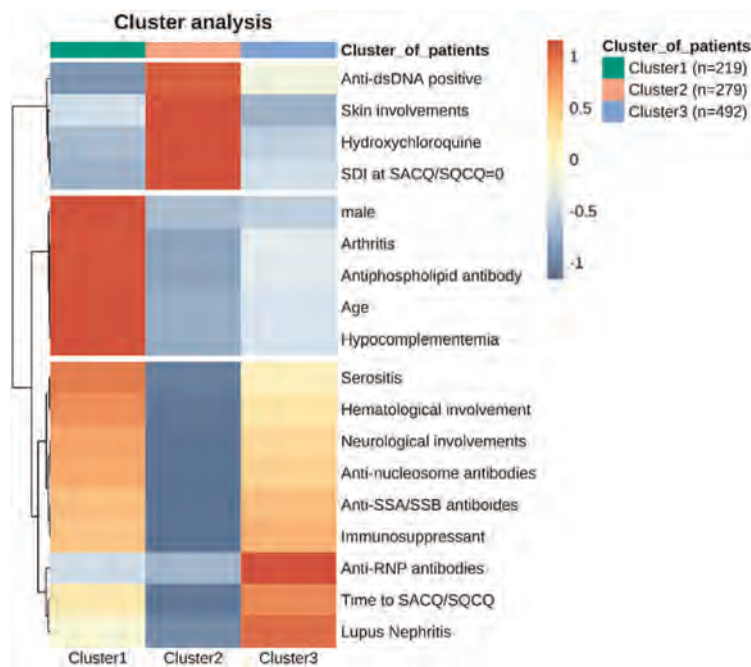 Cluster analysis
Cluster_of_patients
Anti-dsDNA positive
Skin involvements
Hydroxychloroquine
SDI at SACQ/SQCQ=0
male
Arthritis
Antiphospholipid antibody
Age
Hypocomplementemia
Serositis
Hematological involvement
Neurological involvements
Anti-nucleosome antibodies
Anti-SSA/SSB antiboides
Immunosuppressant
Anti-RNP antibodies
Time to SACQ/SQCQ
Lupus Nephritis
Cluster1 Cluster2 Cluster3
1
0.5
0
-0.5
-1
Cluster_of_patients
Cluster1 (n=219)
Cluster2 (n=279)
Cluster3 (n=492)